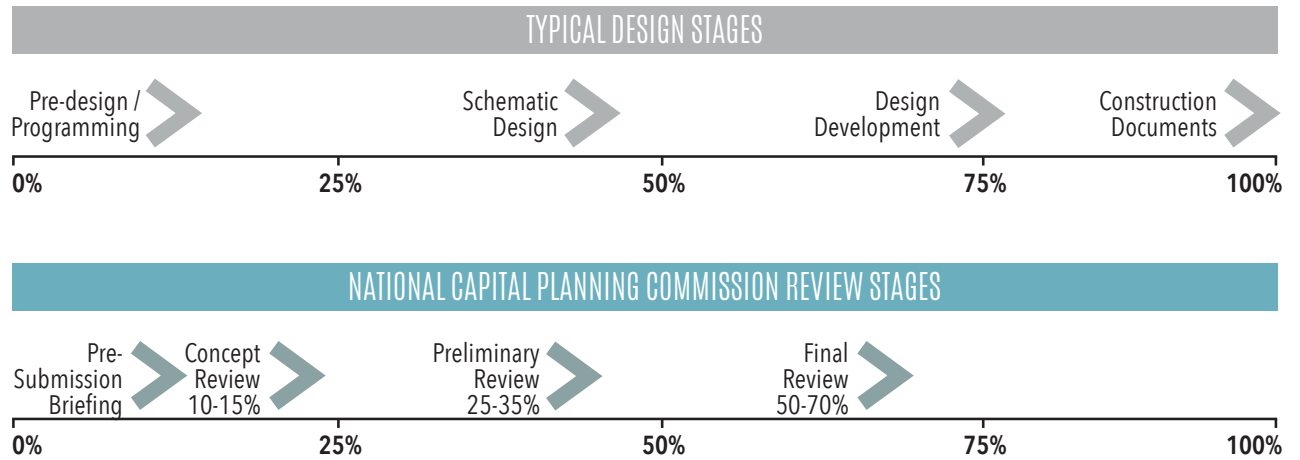 TYPICAL DESIGN STAGES
Pre-design /
Programming
Schematic
Design
Design
Development
Construction
Documents
0% 25% 50% 75% 100%
NATIONAL CAPITAL PLANNING COMMISSION REVIEW STAGES
Pre-
Submission
Briefing
Concept
Review
10-15%
Preliminary
Review
25-35%
Final
Review
50-70%
0% 25% 50% 75% 100%